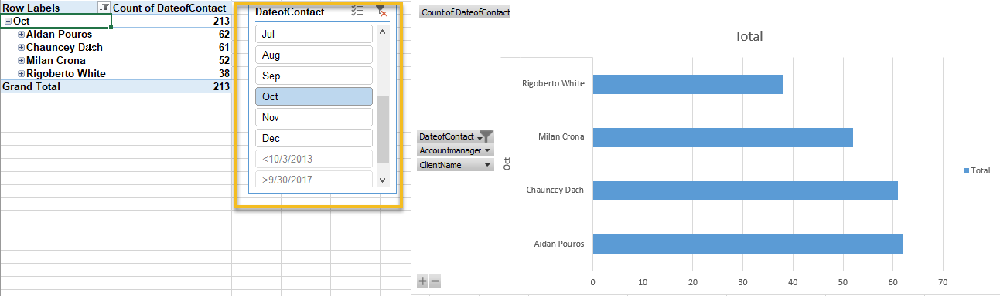 Row Labels Count of DateofContact
Oct 213
Aidan Pouros 62
Chauncey Dach 61
Milan Crona 52
Rigoberto White 38
Grand Total 213
DateofContact
Jul
Aug
Sep
Oct
Nov
Dec
<10/3/2013
>9/30/2017
Count of DateofContact
Total
DateofContact
Accountmanager
ClientName
Oct
Rigoberto White
Milan Crona
Chauncey Dach
Aidan Pouros
0 10 20 30 40 50 60 70
Total